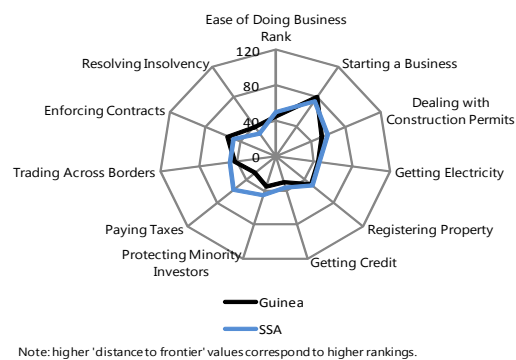 Ease of Doing Business
Rank
120
80
40
0
Starting a Business
Dealing with
Construction Permits
Getting Electricity
Registering Property
Getting Credit
Protecting Minority
Investors
Paying Taxes
Trading Across Borders
Enforcing Contracts
Resolving Insolvency
Guinea
SSA
Note: higher 'distance to frontier' values correspond to higher rankings.